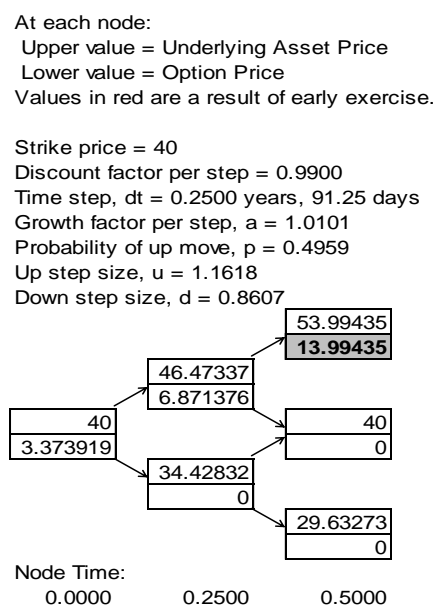 At each node:
Upper value = Underlying Asset Price
Lower value = Option Price
Values in red are a result of early exercise.
Strike price = 40
Discount factor per step = 0.9900
Time step, dt = 0.2500 years, 91.25 days
Growth factor per step, a = 1.0101
Probability of up move, p = 0.4959
Up step size, u = 1.1618
Down step size, d = 0.8607
53.99435
13.99435
46.47337
6.871376
40
3.373919
40
0
34.42832
0
29.63273
0
Node Time:
0.0000 0.2500 0.5000